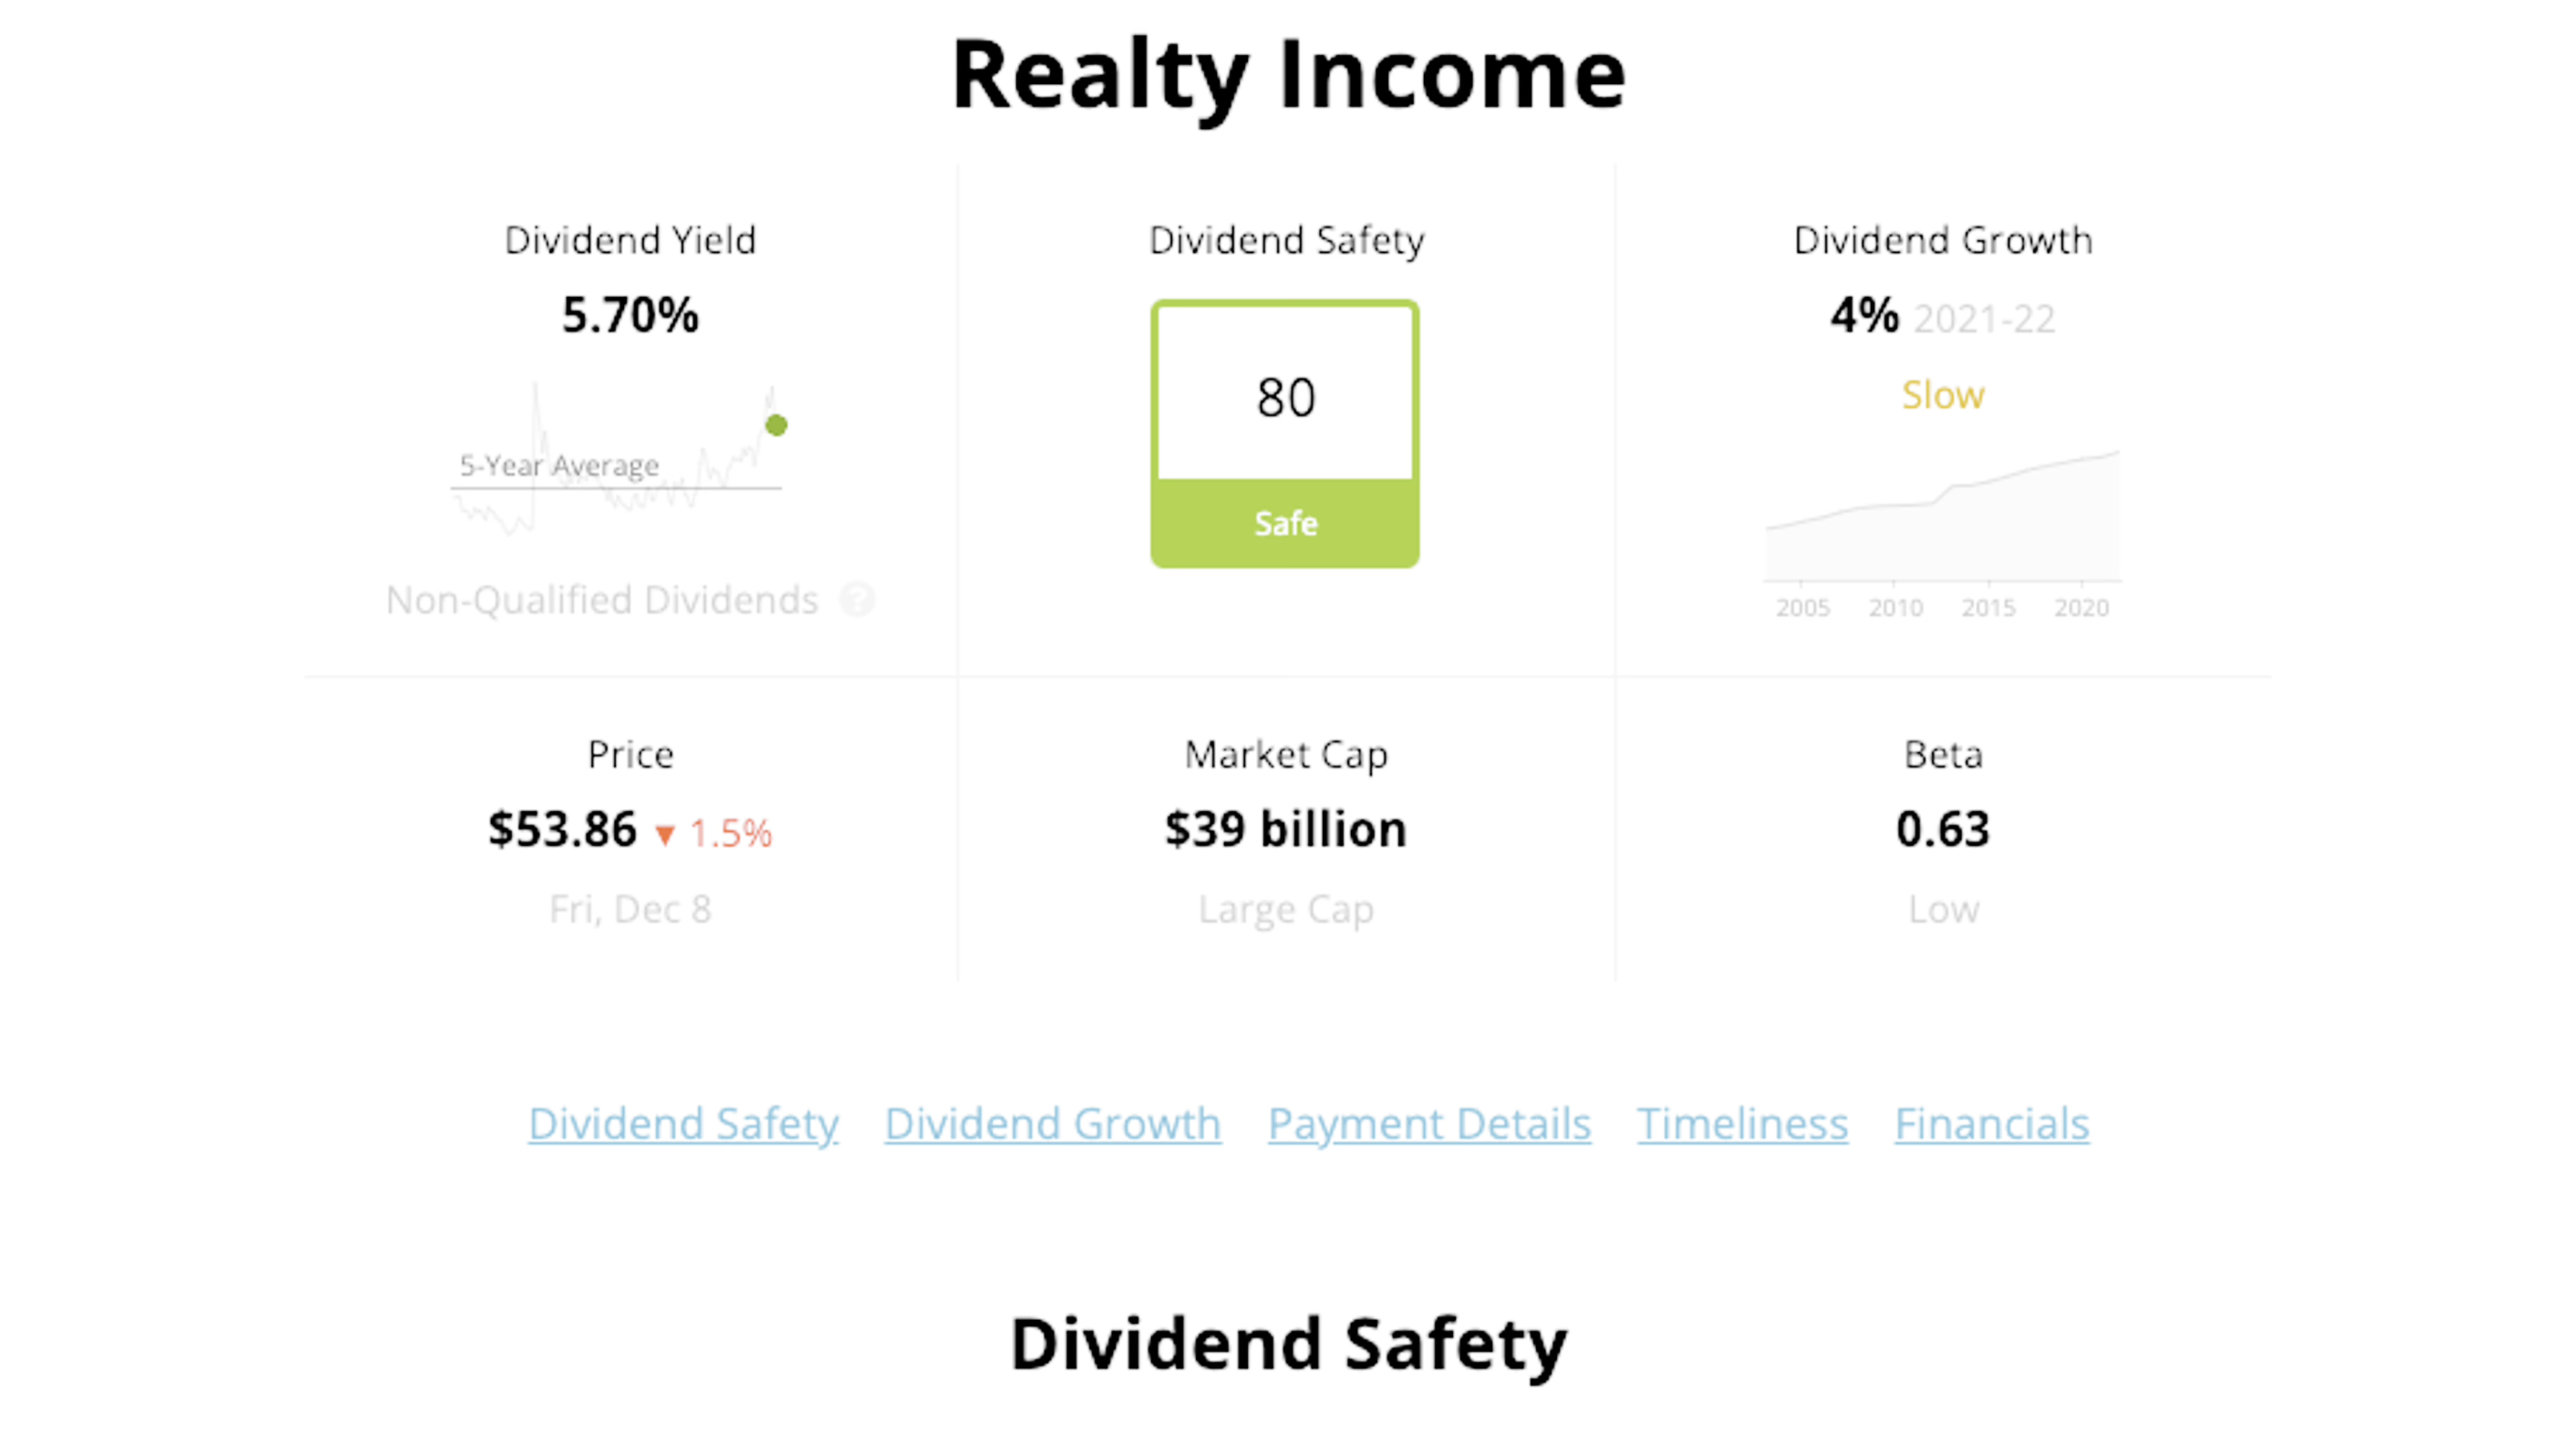 Realty Income
Dividend Yield
5.70%
5-Year Average
Non-Qualified Dividends ?
Dividend Safety
80
Safe
Dividend Growth
4% 2021-22
Slow
2005 2010 2015 2020
Price
$53.86 ▼ 1.5%
Fri, Dec 8
Market Cap
$39 billion
Large Cap
Beta
0.63
Low
Dividend Safety Dividend Growth Payment Details Timeliness Financials
Dividend Safety